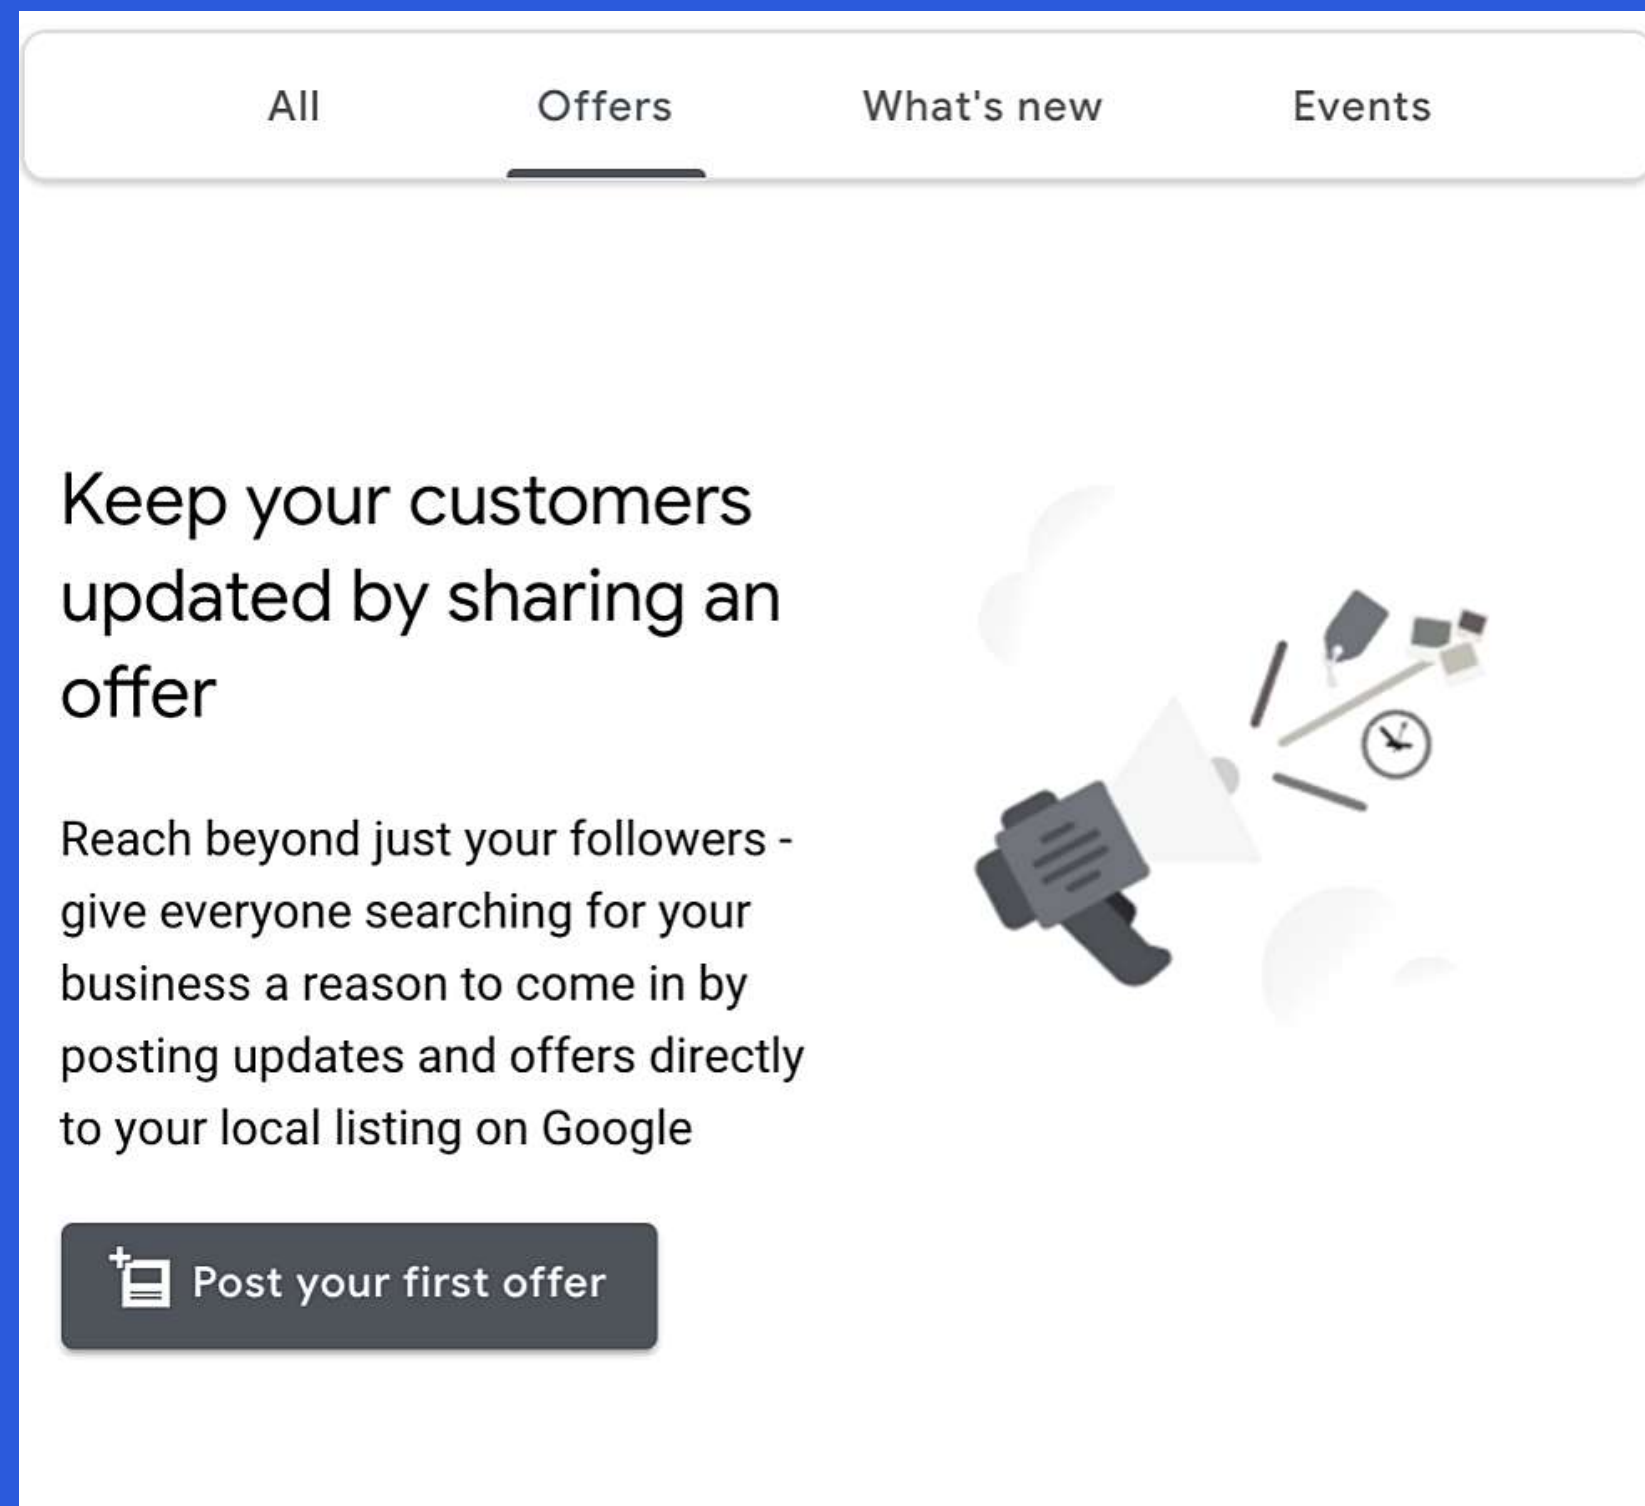 All
Offers
What's new
Events
Keep your customers
updated by sharing an
offer
Reach beyond just your followers -
give everyone searching for your
business a reason to come in by
posting updates and offers directly
to your local listing on Google
Post your first offer